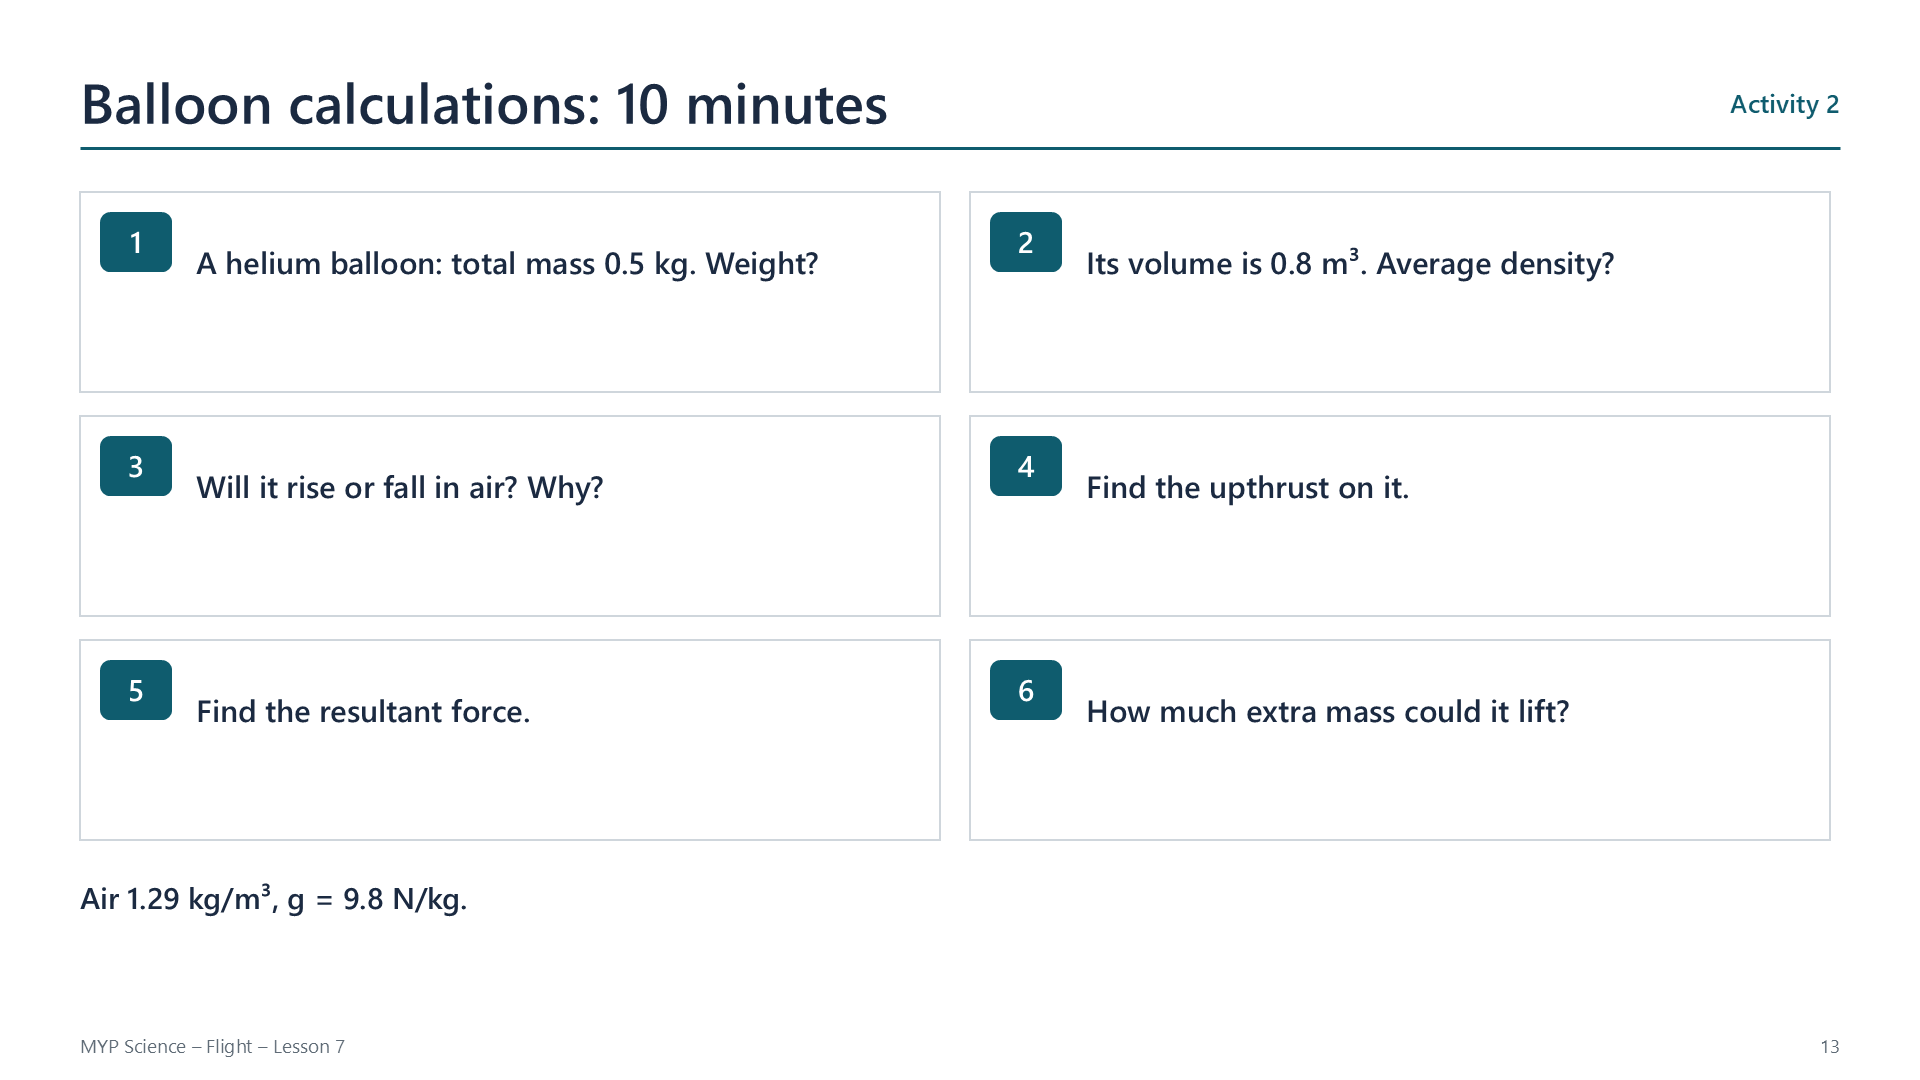 Balloon calculations: 10 minutes
Activity 2
1
A helium balloon: total mass 0.5 kg. Weight?
2
Its volume is 0.8 m³. Average density?
3
Will it rise or fall in air? Why?
4
Find the upthrust on it.
5
Find the resultant force.
6
How much extra mass could it lift?
Air 1.29 kg/m³, g = 9.8 N/kg.
MYP Science – Flight – Lesson 7
13